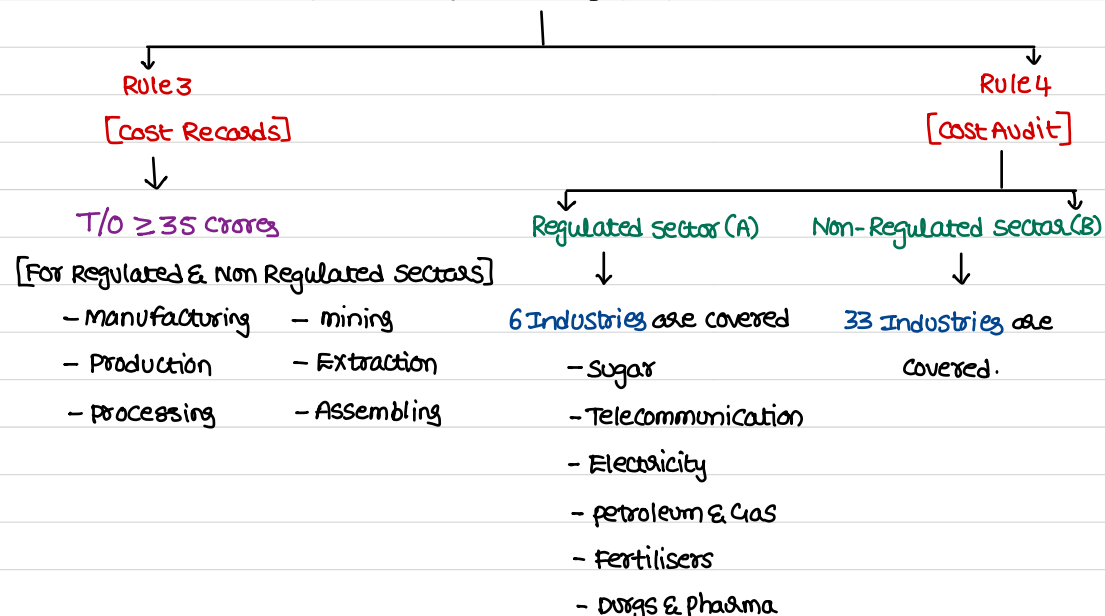 Rule 3
[Cost Records]
T/O ≥ 35 crores
[For Regulated & Non Regulated Sectors]
- Manufacturing
- mining
- Production
- Extraction
- processing
- Assembling
Rule 4
[Cost Audit]
Regulated sector (A)
6 Industries are covered
- Sugar
- Telecommunication
- Electricity
- petroleum & Gas
- Fertilisers
- Durgs & pharma
Non-Regulated sector (B)
33 Industries are
covered.